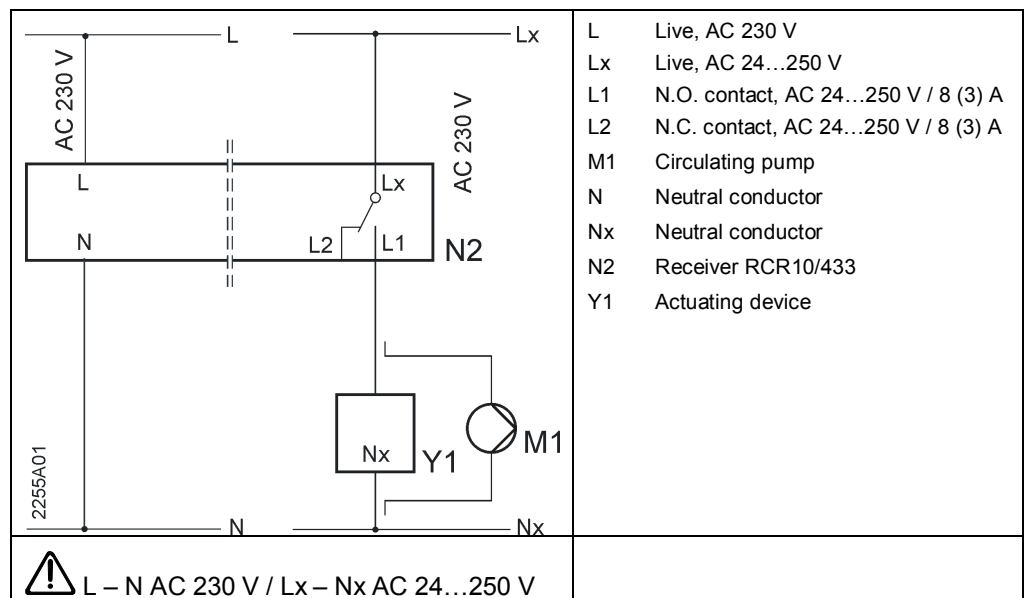 L
Lx
AC 230 V
AC 230 V
L
Lx
N
L2
L1
N2
Nx
Y1
M1
2255A01
N
Nx
L – N AC 230 V / Lx – Nx AC 24...250 V
L Live, AC 230 V
Lx Live, AC 24...250 V
L1 N.O. contact, AC 24...250 V / 8 (3) A
L2 N.C. contact, AC 24...250 V / 8 (3) A
M1 Circulating pump
N Neutral conductor
Nx Neutral conductor
N2 Receiver RCR10/433
Y1 Actuating device